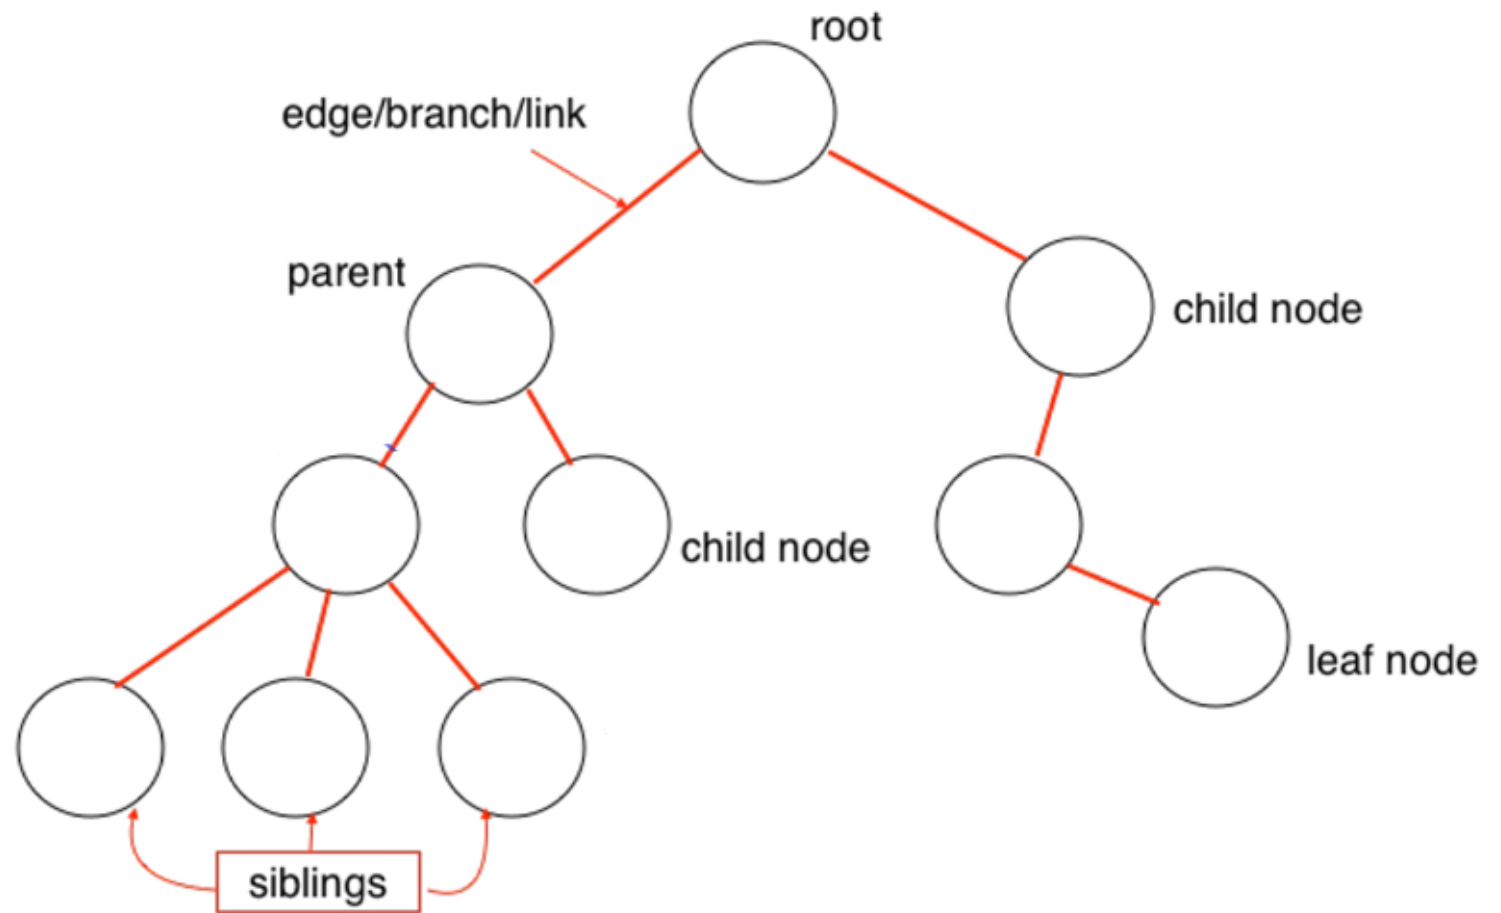 root
edge/branch/link
parent
child node
child node
leaf node
siblings